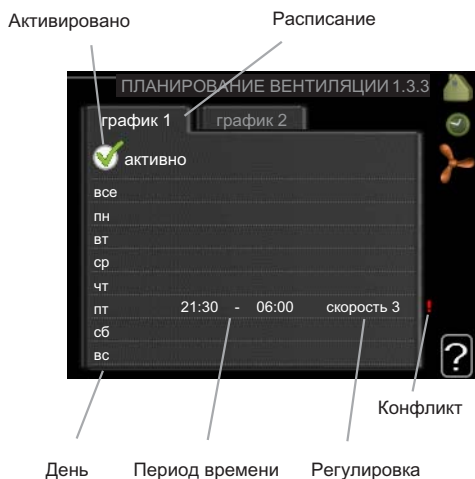 Активировано
Расписание
ПЛАНИРОВАНИЕ ВЕНТИЛЯЦИИ 1.3.3
график 1 график 2
активно
все
пн
вт
ср
чт
пт 21:30 - 06:00 скорость 3 !
сб
вс
?
Конфликт
День Период времени Регулировка